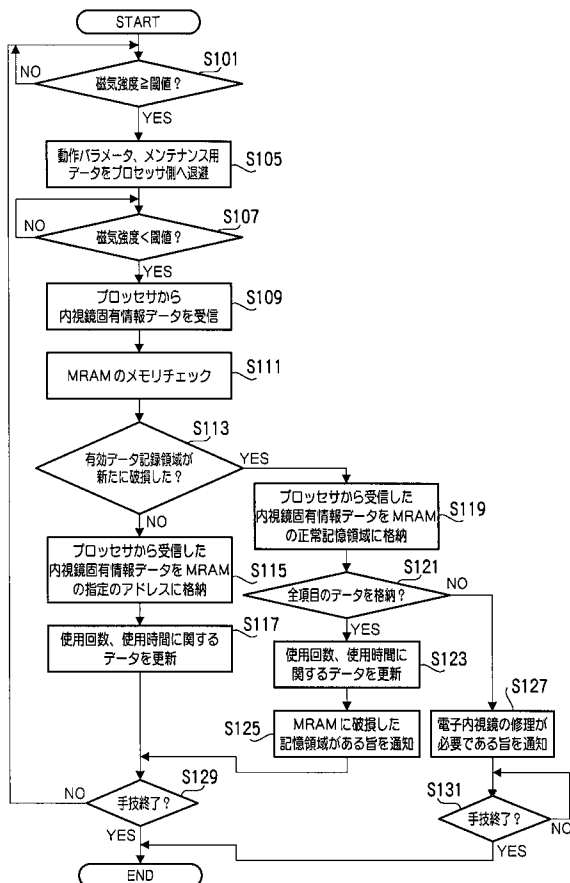 START
S101
NO
磁気強度≧閾値?
YES
動作パラメータ、メンテナンス用
データをプロセッサ側へ退避
S105
NO
磁気強度<閾値?
S107
YES
プロッセサから
内視鏡固有情報データを受信
S109
MRAMのメモリチェック
S111
S113
有効データ記録領域が
新たに破損した?
YES
NO
プロセッサから受信した
内視鏡固有情報データをMRAM
の正常記憶領域に格納
S119
プロセッサから受信した
内視鏡固有情報データをMRAM
の指定のアドレスに格納
S115
S121
全項目のデータを格納?
NO
YES
S117
使用回数、使用時間に関する
データを更新
使用回数、使用時間に
関するデータを更新
S123
S127
S125
MRAMに破損した
記憶領域がある旨を通知
電子内視鏡の修理が
必要である旨を通知
S129
NO
手技終了?
YES
S131
手技終了?
NO
YES
END